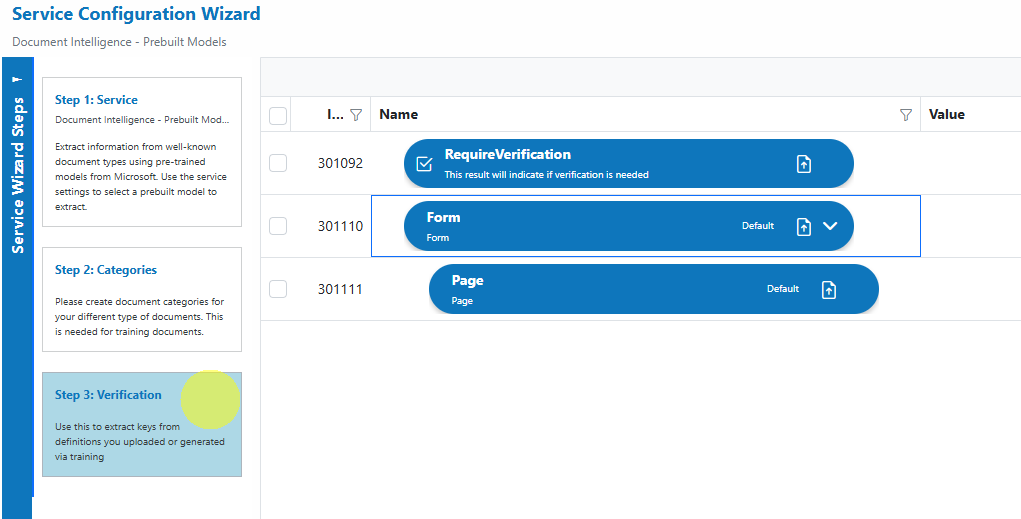 Service Configuration Wizard
Document Intelligence - Prebuilt Models
Service Wizard Steps
Step 1: Service
Document Intelligence - Prebuilt Mod...
Extract information from well-known
document types using pre-trained
models from Microsoft. Use the service
settings to select a prebuilt model to
extract.
Step 2: Categories
Please create document categories for
your different type of documents. This
is needed for training documents.
Step 3: Verification
Use this to extract keys from
definitions you uploaded or generated
via training
I... Name Value
301092 RequireVerification
This result will indicate if verification is needed
301110 Form Default
Form
301111 Page Default
Page